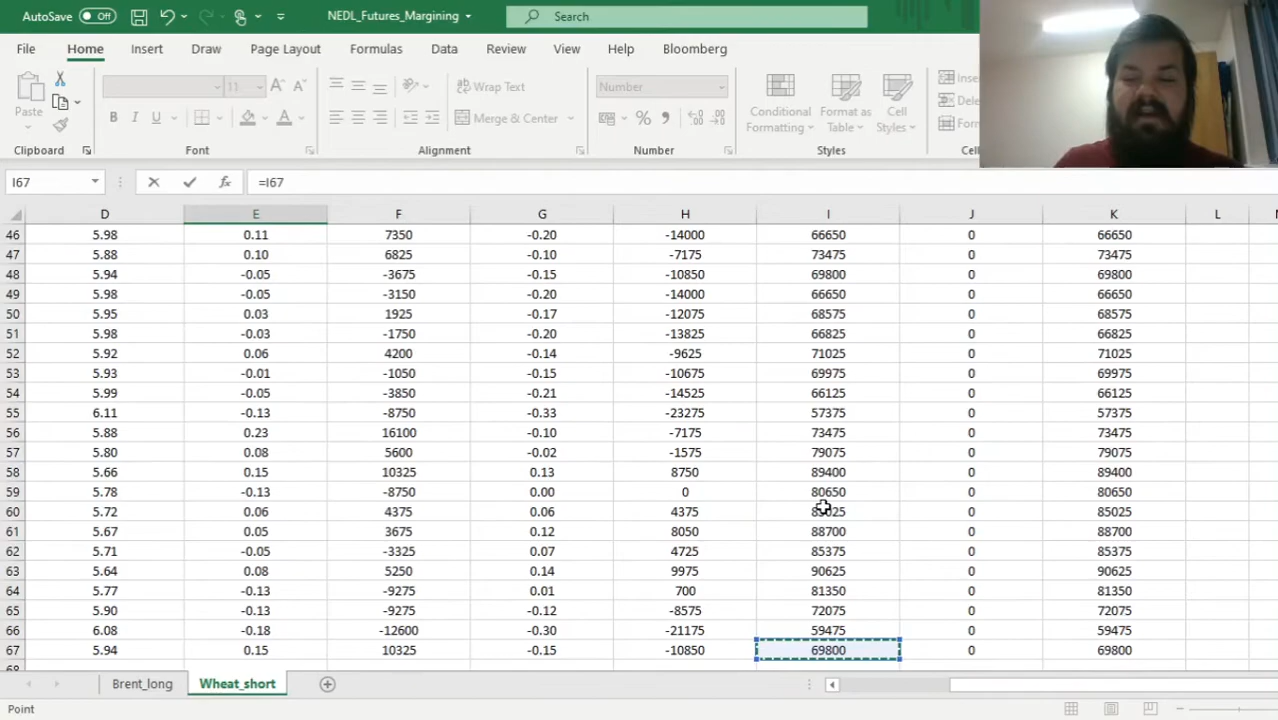 AutoSave Off NEDL_Futures_Margining Search
File Home Insert Draw Page Layout Formulas Data Review View Help Bloomberg
Paste 11 A A Wrap Text Number Conditional Formatting Format as Table Cell Styles
B I U A Merge & Center % 
Clipboard Font Alignment Number Styles
I67 fx =I67
D E F G H I J K L
46 5.98 0.11 7350 -0.20 -14000 66650 0 66650
47 5.88 0.10 6825 -0.10 -7175 73475 0 73475
48 5.94 -0.05 -3675 -0.15 -10850 69800 0 69800
49 5.98 -0.05 -3150 -0.20 -14000 66650 0 66650
50 5.95 0.03 1925 -0.17 -12075 68575 0 68575
51 5.98 -0.03 -1750 -0.20 -13825 66825 0 66825
52 5.92 0.06 4200 -0.14 -9625 71025 0 71025
53 5.93 -0.01 -1050 -0.15 -10675 69975 0 69975
54 5.99 -0.05 -3850 -0.21 -14525 66125 0 66125
55 6.11 -0.13 -8750 -0.33 -23275 57375 0 57375
56 5.88 0.23 16100 -0.10 -7175 73475 0 73475
57 5.80 0.08 5600 -0.02 -1575 79075 0 79075
58 5.66 0.15 10325 0.13 8750 89400 0 89400
59 5.78 -0.13 -8750 0.00 0 80650 0 80650
60 5.72 0.06 4375 0.06 4375 85025 0 85025
61 5.67 0.05 3675 0.12 8050 88700 0 88700
62 5.71 -0.05 -3325 0.07 4725 85375 0 85375
63 5.64 0.08 5250 0.14 9975 90625 0 90625
64 5.77 -0.13 -9275 0.01 700 81350 0 81350
65 5.90 -0.13 -9275 -0.12 -8575 72075 0 72075
66 6.08 -0.18 -12600 -0.30 -21175 59475 0 59475
67 5.94 0.15 10325 -0.15 -10850 69800 0 69800
Brent_long Wheat_short
Point